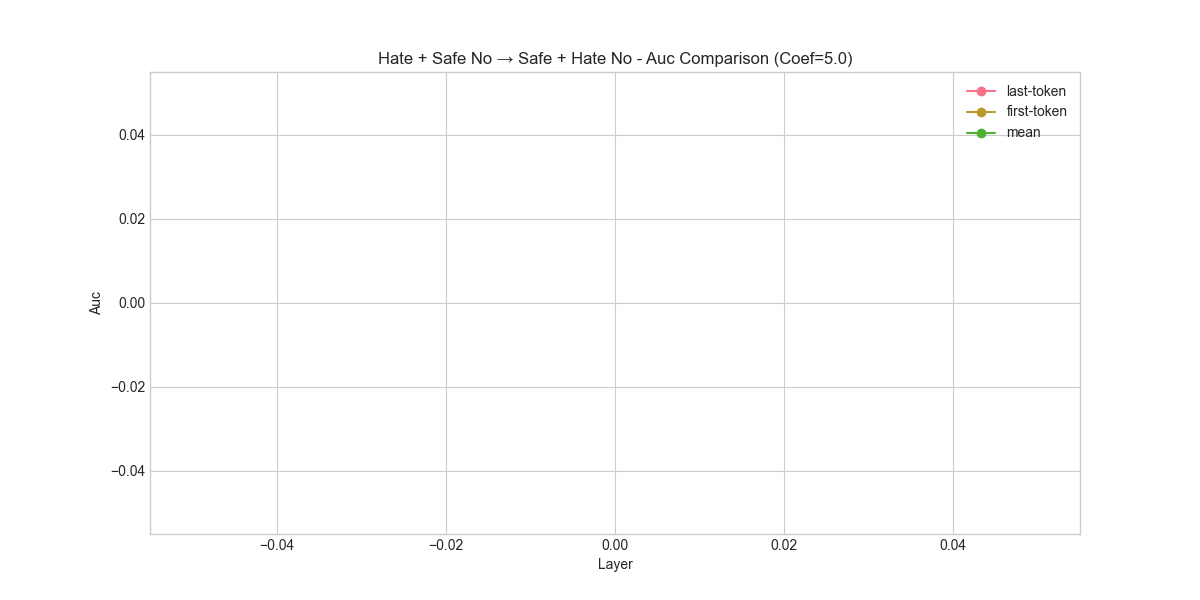 Hate + Safe No → Safe + Hate No - Auc Comparison (Coef=5.0)
last-token
first-token
mean
0.04
0.02
0.00
−0.02
−0.04
Auc
−0.04
−0.02
0.00
0.02
0.04
Layer